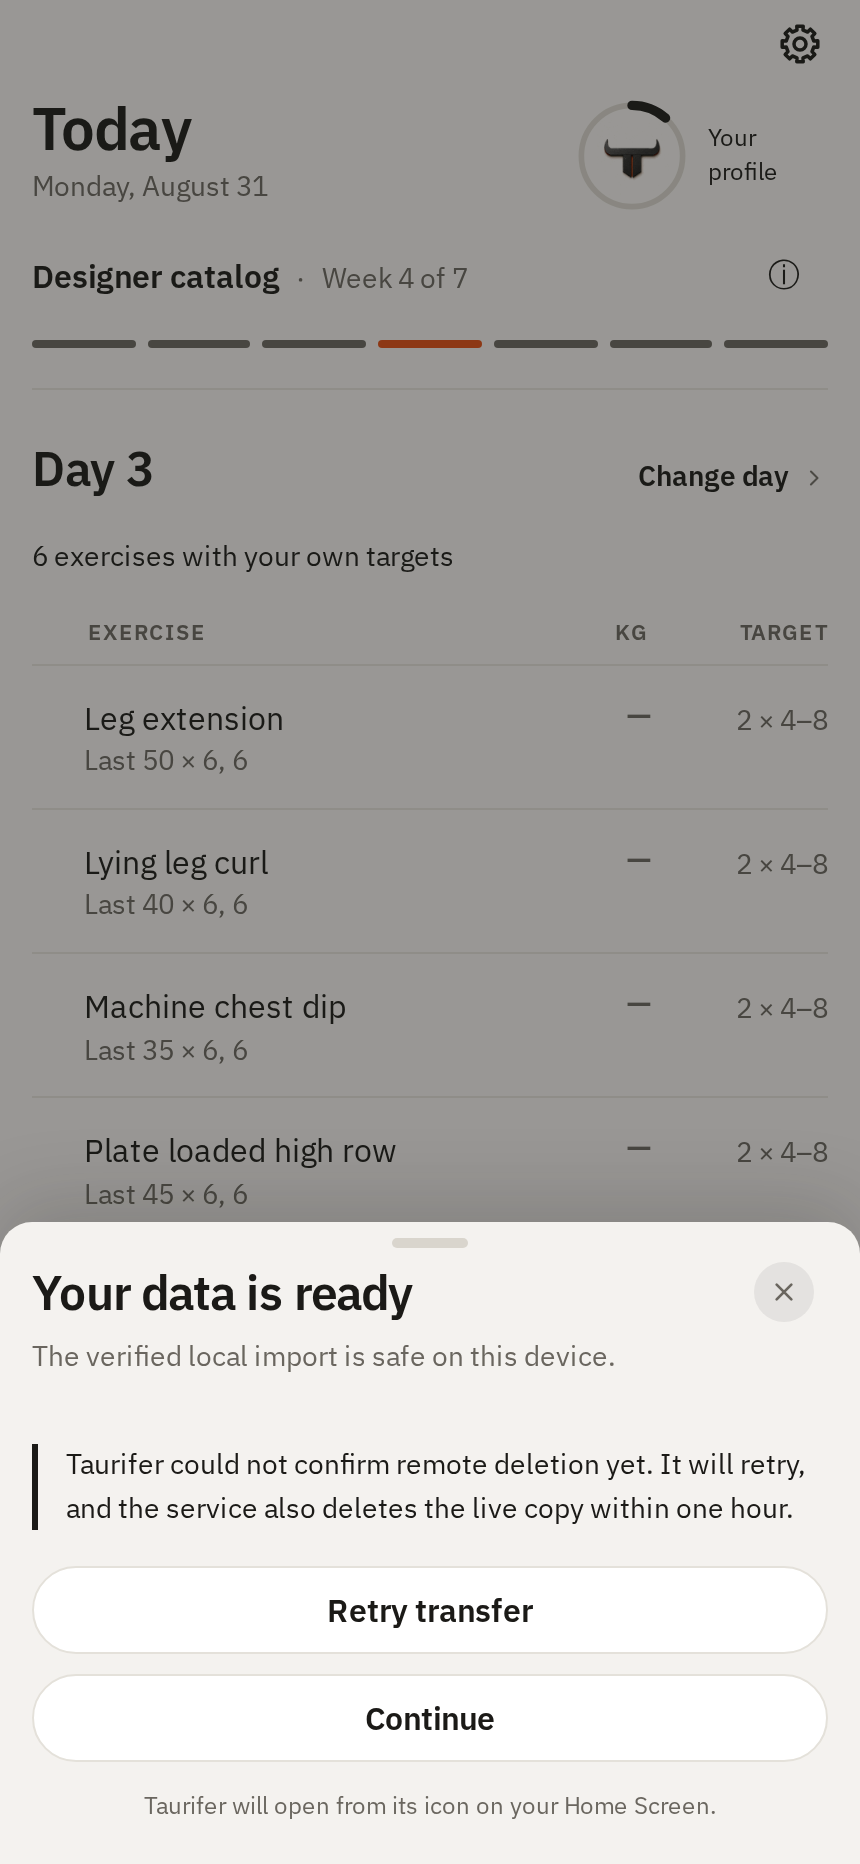 Today
Monday, August 31
Your
profile
Designer catalog · Week 4 of 7
Day 3
Change day
6 exercises with your own targets
EXERCISE KG TARGET
Leg extension — 2 × 4–8
Last 50 × 6, 6
Lying leg curl — 2 × 4–8
Last 40 × 6, 6
Machine chest dip — 2 × 4–8
Last 35 × 6, 6
Plate loaded high row — 2 × 4–8
Last 45 × 6, 6
Your data is ready
The verified local import is safe on this device.
Taurifer could not confirm remote deletion yet. It will retry,
and the service also deletes the live copy within one hour.
Retry transfer
Continue
Taurifer will open from its icon on your Home Screen.